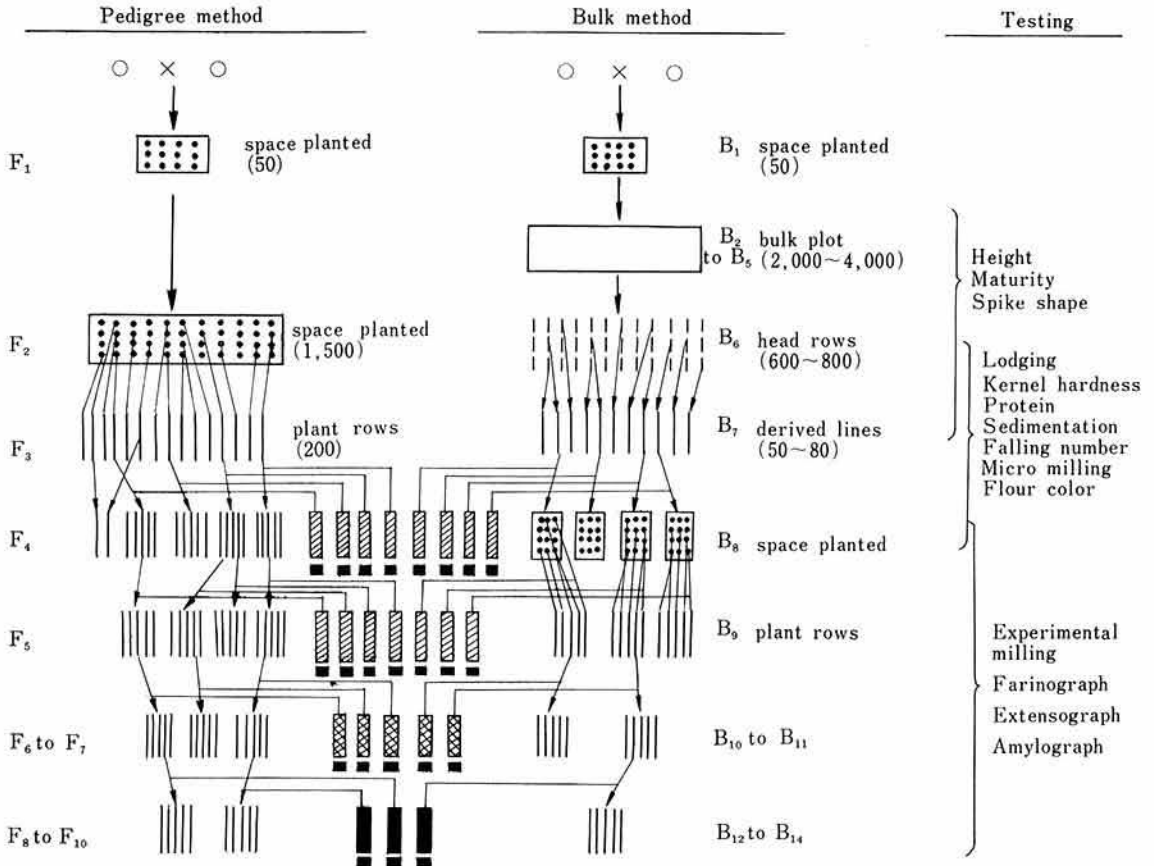 Pedigree method
Bulk method
Testing
F₁
space planted
(50)
B₁ space planted
(50)
B₂ bulk plot
to B₅ (2,000~4,000)
Height
Maturity
Spike shape
F₂
space planted
(1,500)
B₆ head rows
(600~800)
Lodging
Kernel hardness
Protein
Sedimentation
Falling number
Micro milling
Flour color
F₃
plant rows
(200)
B₇ derived lines
(50~80)
F₄
B₈ space planted
F₅
B₉ plant rows
Experimental
milling
Farinograph
Extensograph
Amylograph
F₆ to F₇
B₁₀ to B₁₁
F₈ to F₁₀
B₁₂ to B₁₄